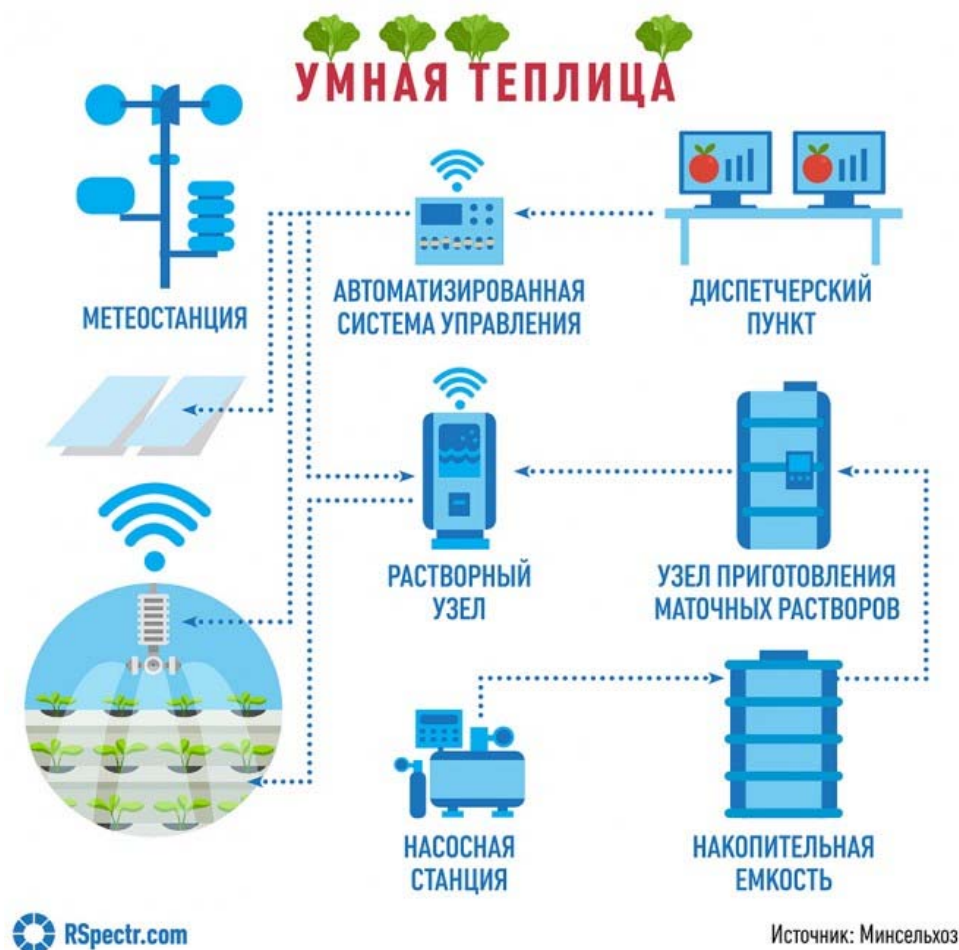 УМНАЯ ТЕПЛИЦА
МЕТЕОСТАНЦИЯ
АВТОМАТИЗИРОВАННАЯ
СИСТЕМА УПРАВЛЕНИЯ
ДИСПЕТЧЕРСКИЙ
ПУНКТ
РАСТВОРНЫЙ
УЗЕЛ
УЗЕЛ ПРИГОТОВЛЕНИЯ
МАТОЧНЫХ РАСТВОРОВ
НАСОСНАЯ
СТАНЦИЯ
НАКОПИТЕЛЬНАЯ
ЕМКОСТЬ
RSpectr.com
Источник: Минсельхоз